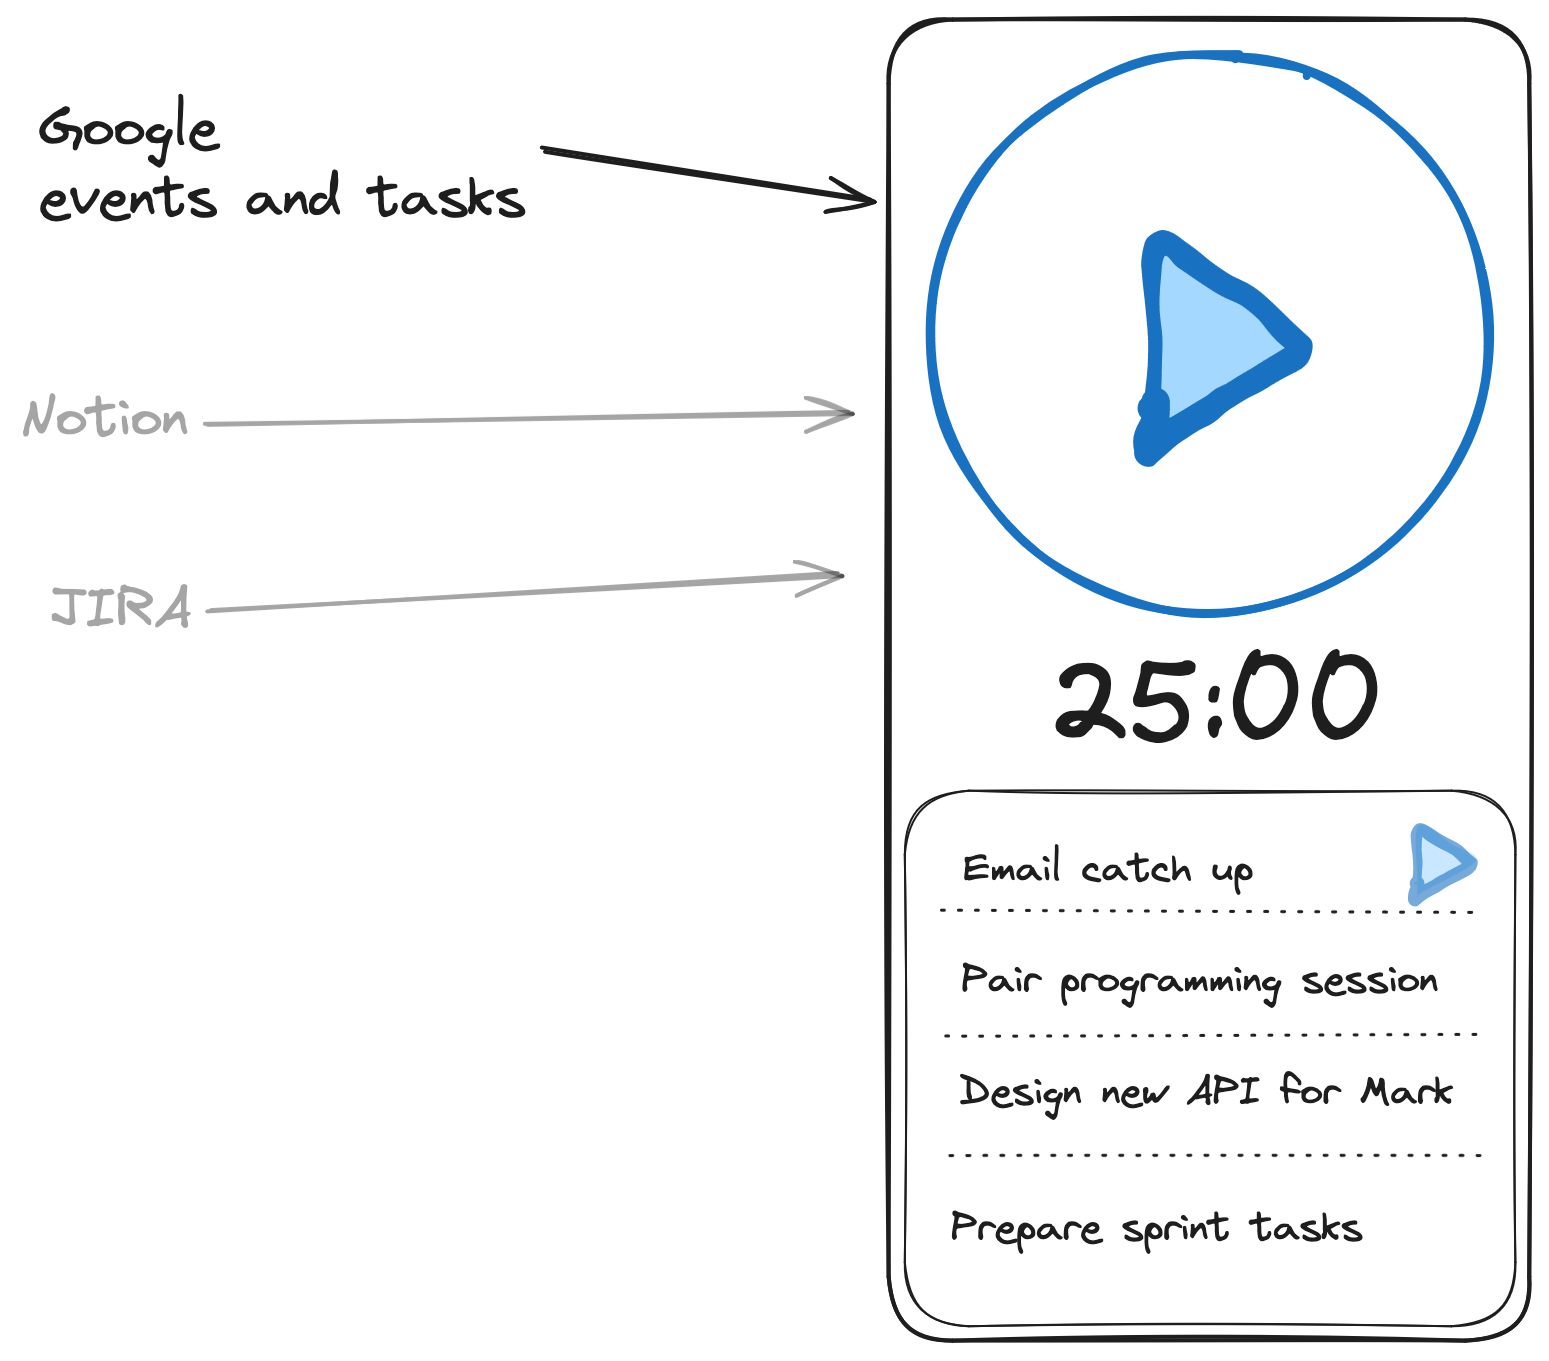 Google
events and tasks
Notion
JIRA
25:00
Email catch up
Pair programming session
Design new API for Mark
Prepare sprint tasks